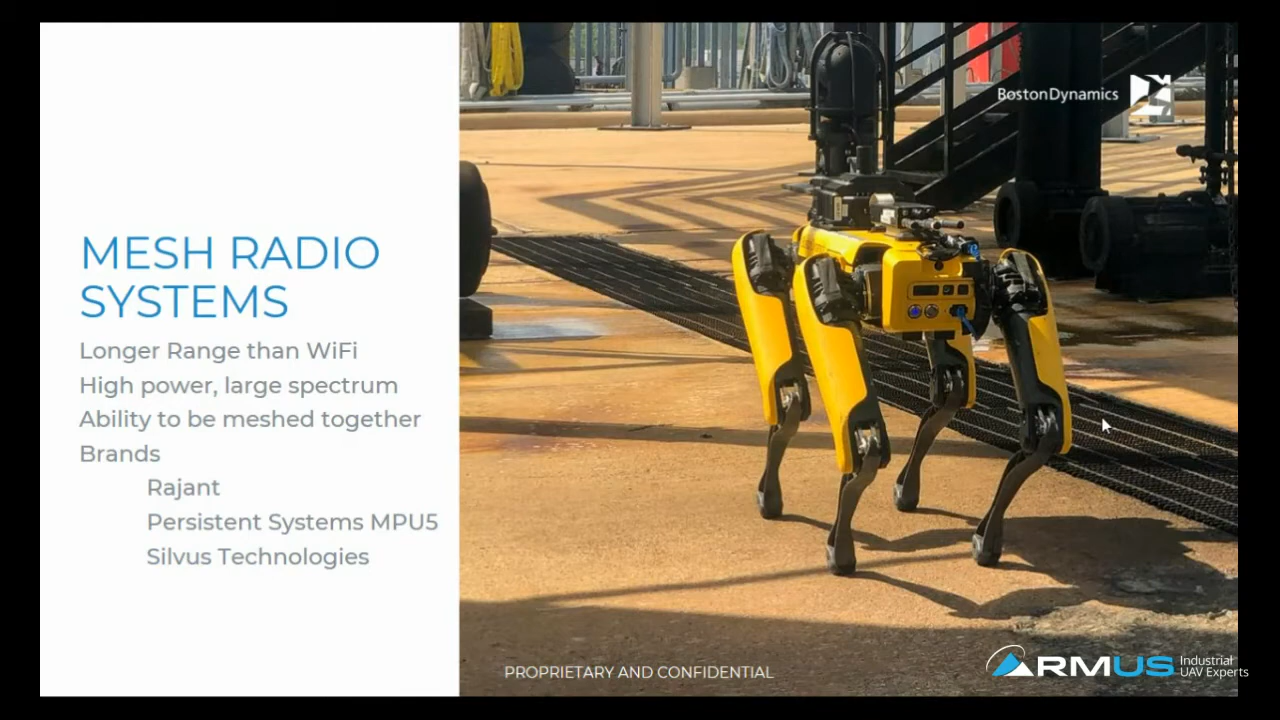 MESH RADIO
SYSTEMS
Longer Range than WiFi
High power, large spectrum
Ability to be meshed together
Brands
Rajant
Persistent Systems MPU5
Silvus Technologies
BostonDynamics
PROPRIETARY AND CONFIDENTIAL
ARMUS Industrial
UAV Experts